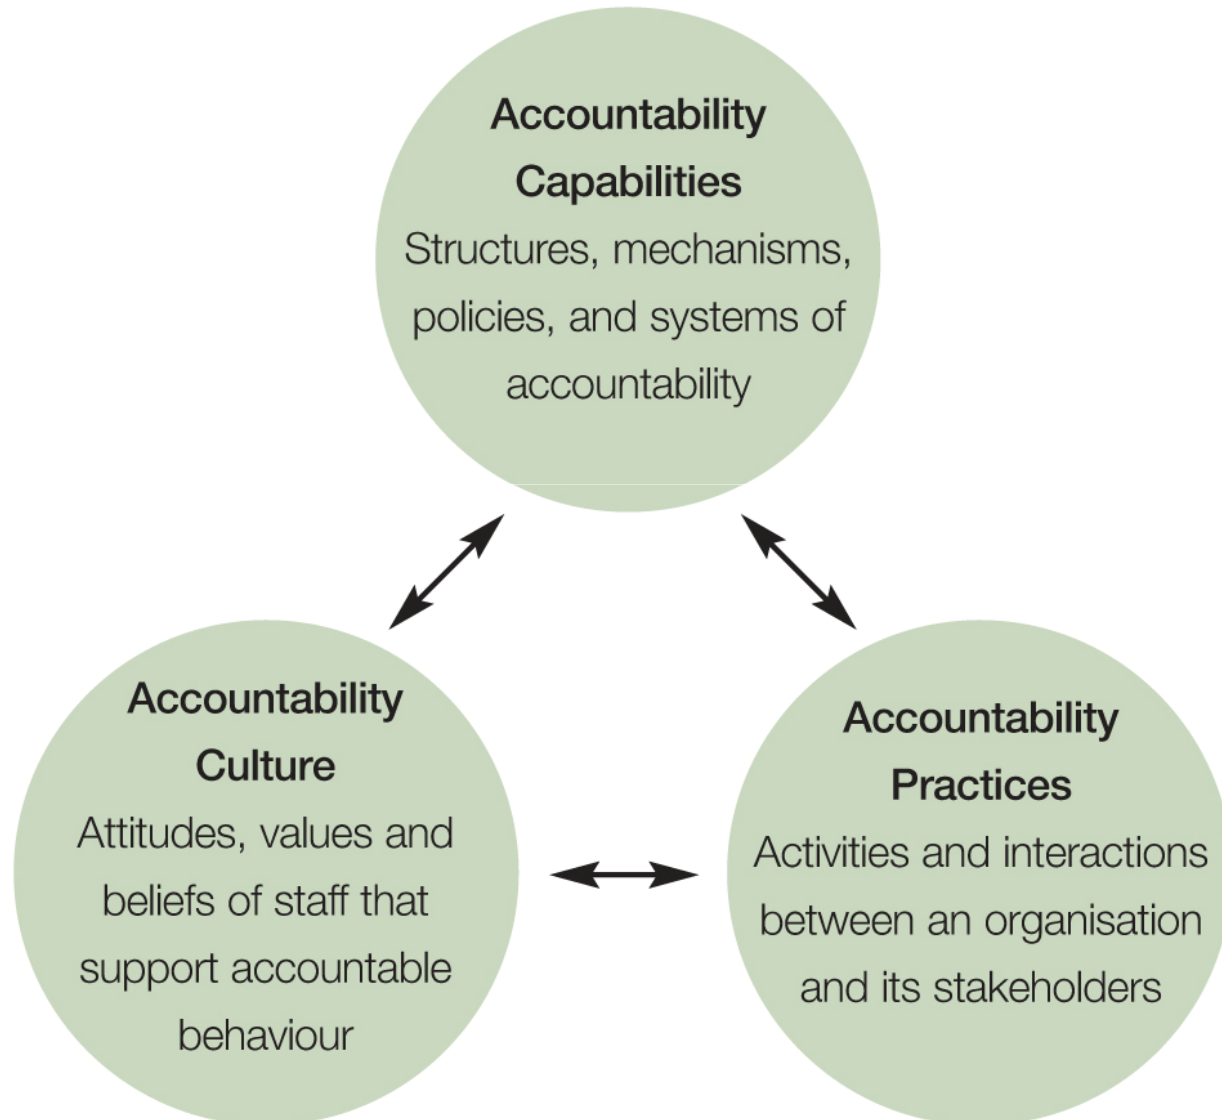 Accountability
Capabilities
Structures, mechanisms,
policies, and systems of
accountability
Accountability
Culture
Attitudes, values and
beliefs of staff that
support accountable
behaviour
Accountability
Practices
Activities and interactions
between an organisation
and its stakeholders